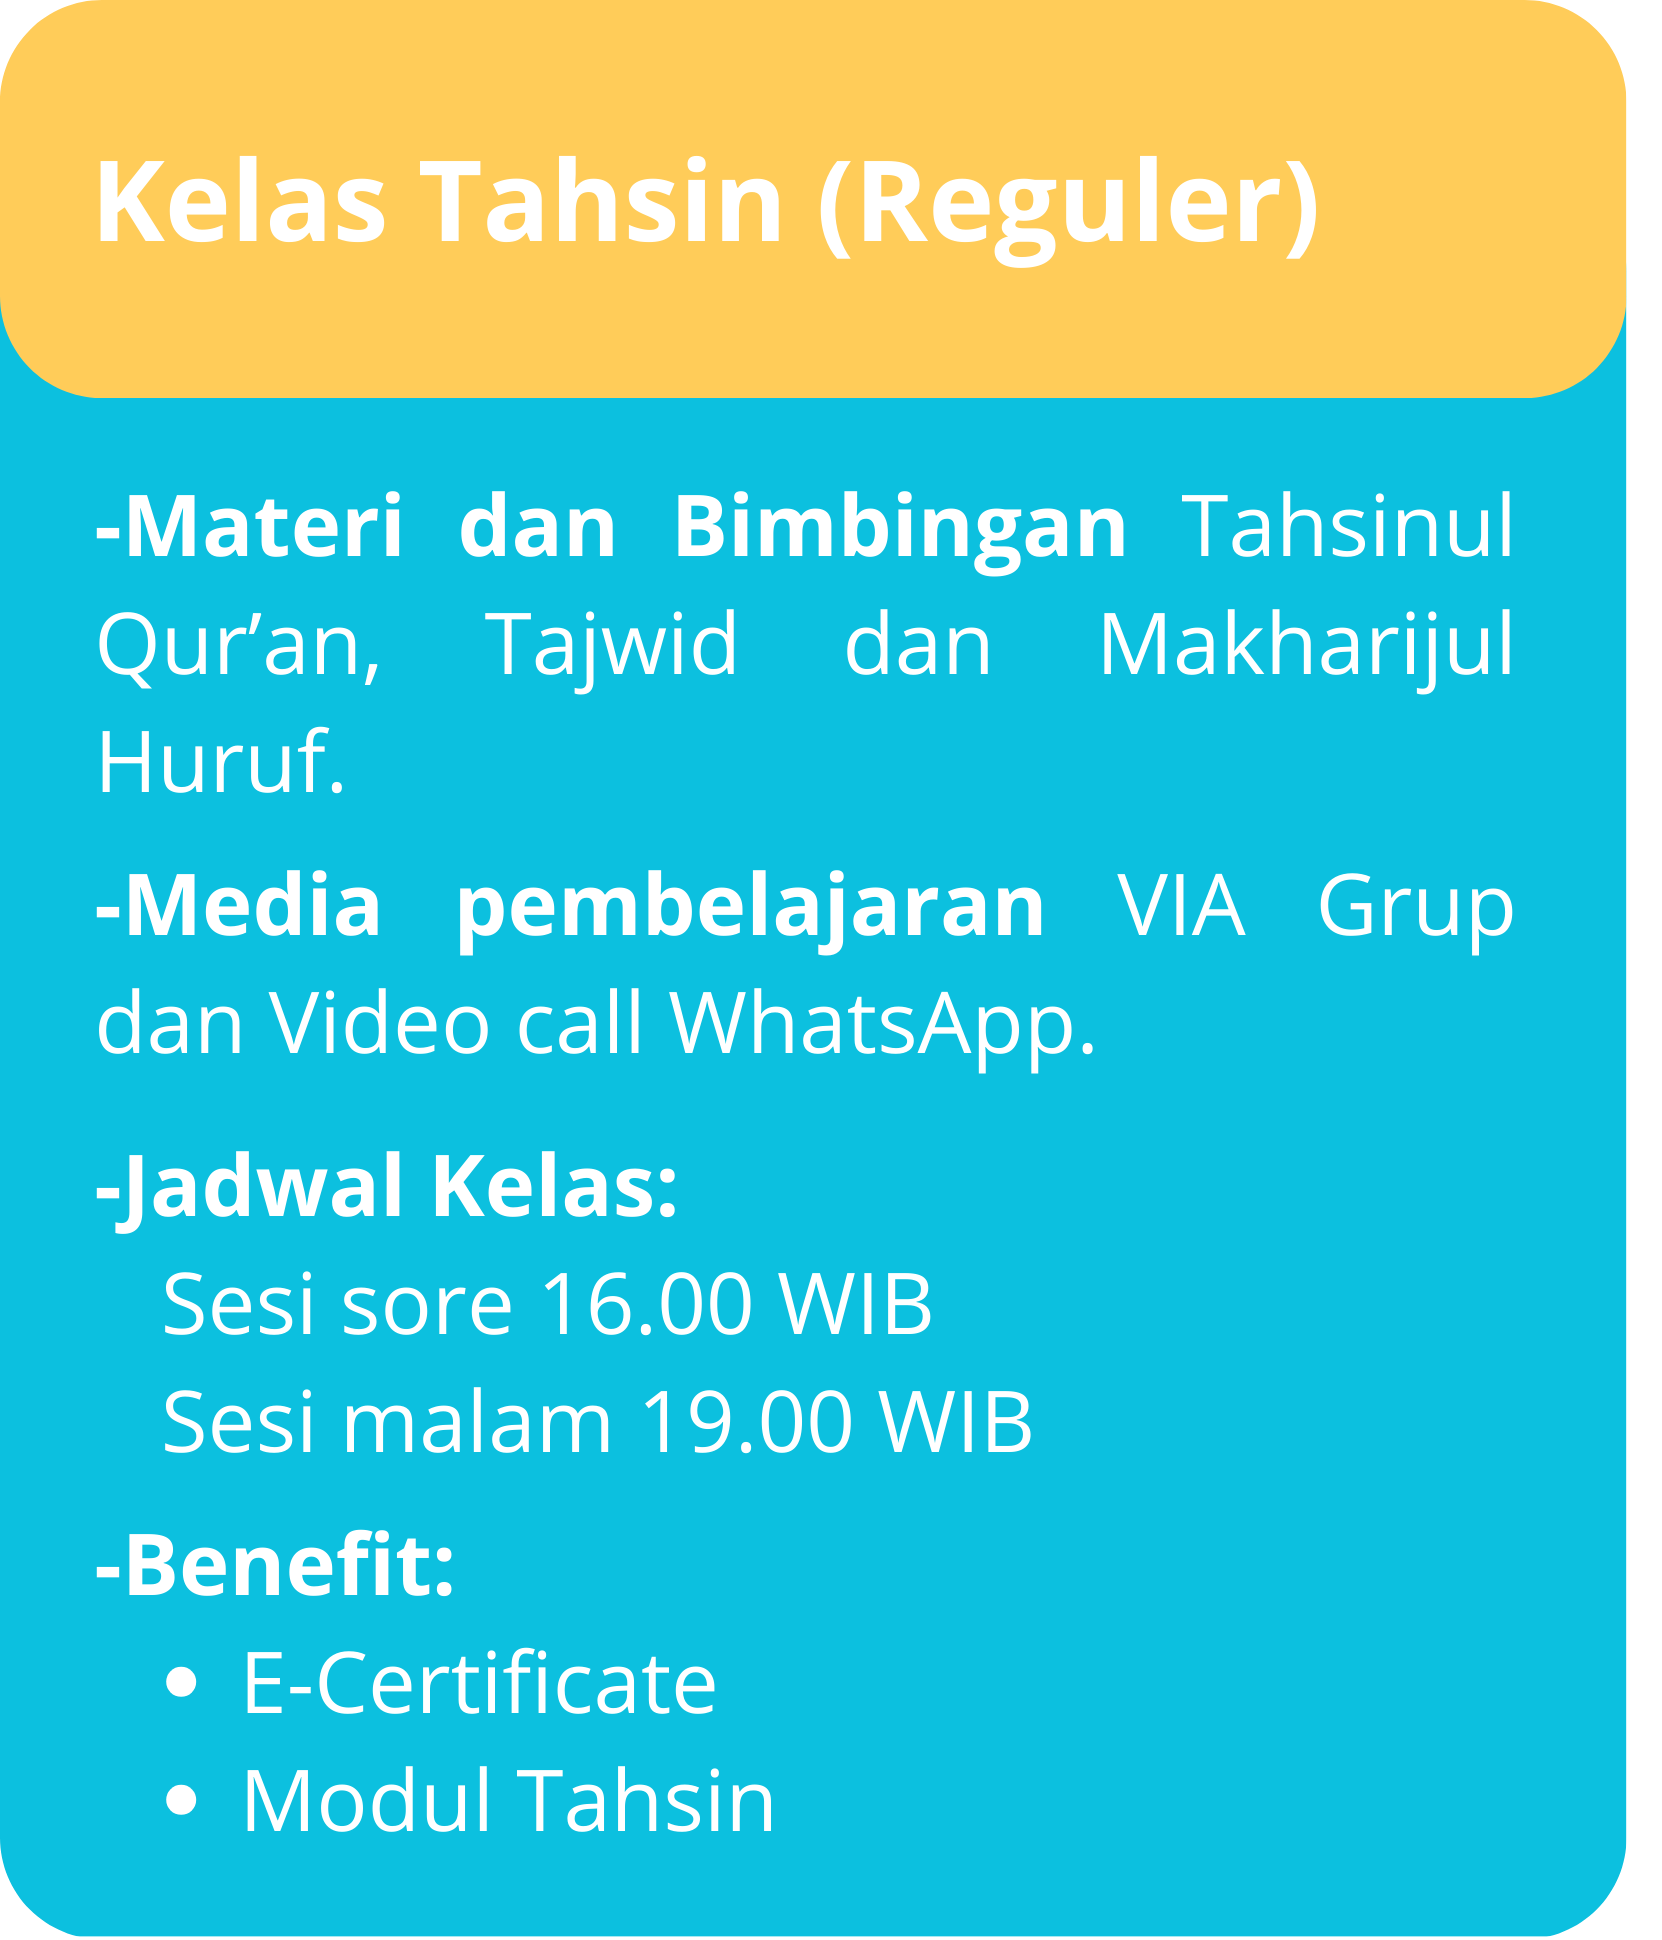 Kelas Tahsin (Reguler)
-Materi dan Bimbingan Tahsinul
Qur’an, Tajwid dan Makharijul
Huruf.
-Media pembelajaran VIA Grup
dan Video call WhatsApp.
-Jadwal Kelas:
Sesi sore 16.00 WIB
Sesi malam 19.00 WIB
-Benefit:
• E-Certificate
• Modul Tahsin